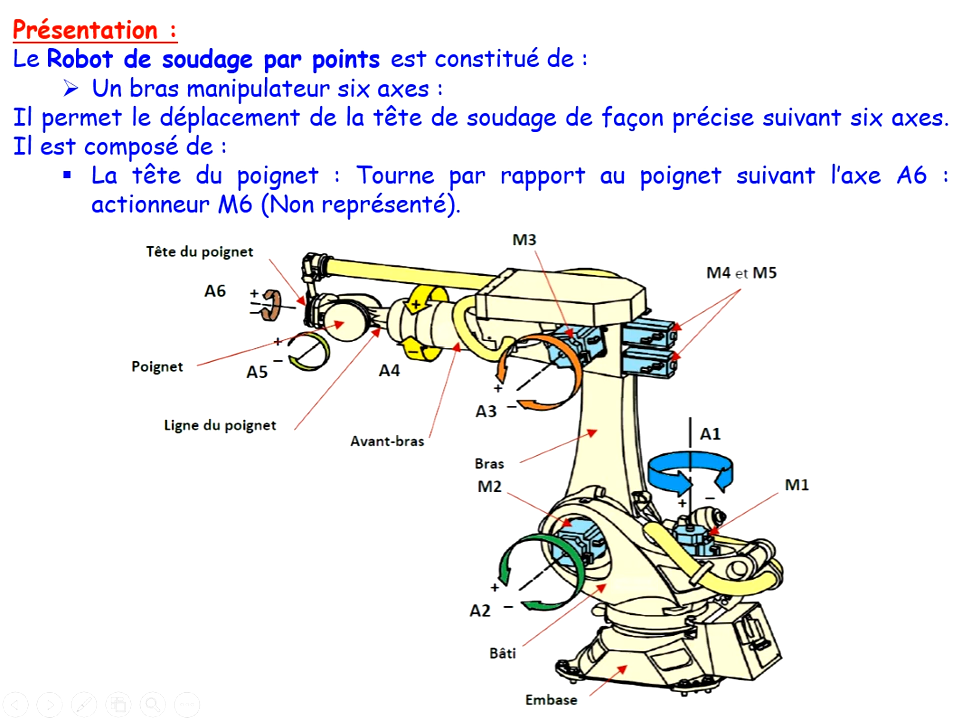 Présentation :
Le Robot de soudage par points est constitué de :
➢ Un bras manipulateur six axes :
Il permet le déplacement de la tête de soudage de façon précise suivant six axes.
Il est composé de :
▪ La tête du poignet : Tourne par rapport au poignet suivant l’axe A6 :
actionneur M6 (Non représenté).
M3
Tête du poignet
M4 et M5
A6
+
−
+
+
−
−
Poignet
A5
A4
+
−
A3
Ligne du poignet
Avant-bras
A1
Bras
M2
M1
+
−
+
−
A2
Bâti
Embase